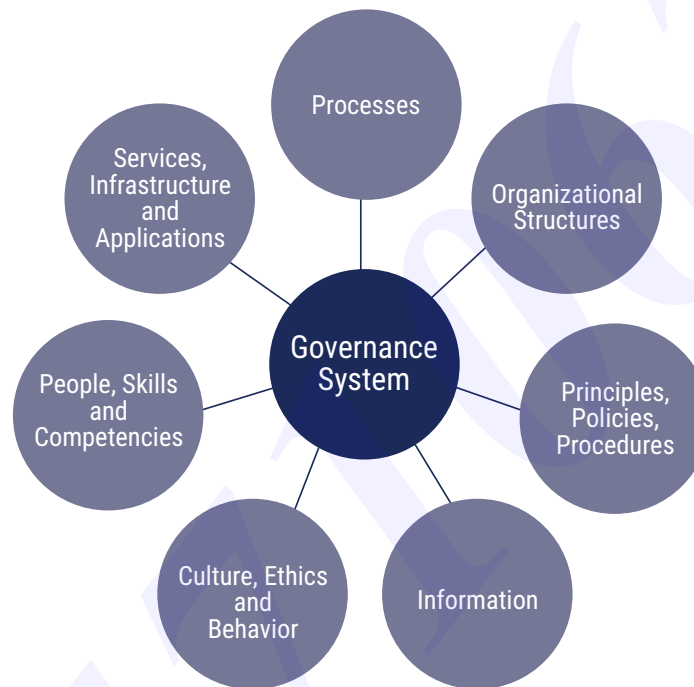 Processes
Organizational
Structures
Principles,
Policies,
Procedures
Information
Culture, Ethics
and
Behavior
People, Skills
and
Competencies
Services,
Infrastructure
and
Applications
Governance
System